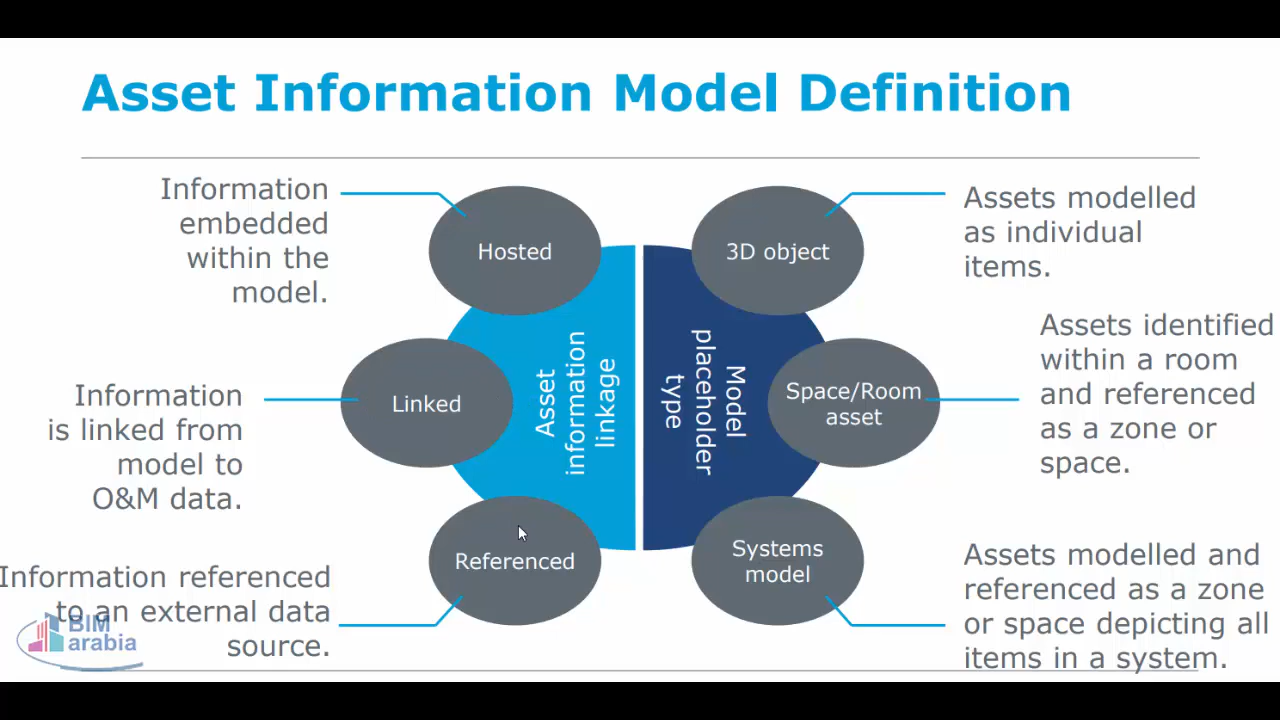 Asset Information Model Definition
Information
embedded
within the
model.
Hosted
3D object
Assets modelled
as individual
items.
Information
is linked from
model to
O&M data.
Linked
Asset
information
linkage
Model
placeholder
type
Space/Room
asset
Assets identified
within a room
and referenced
as a zone or
space.
Information referenced
to an external data
source.
Referenced
Systems
model
Assets modelled and
referenced as a zone
or space depicting all
items in a system.
BIM
arabia